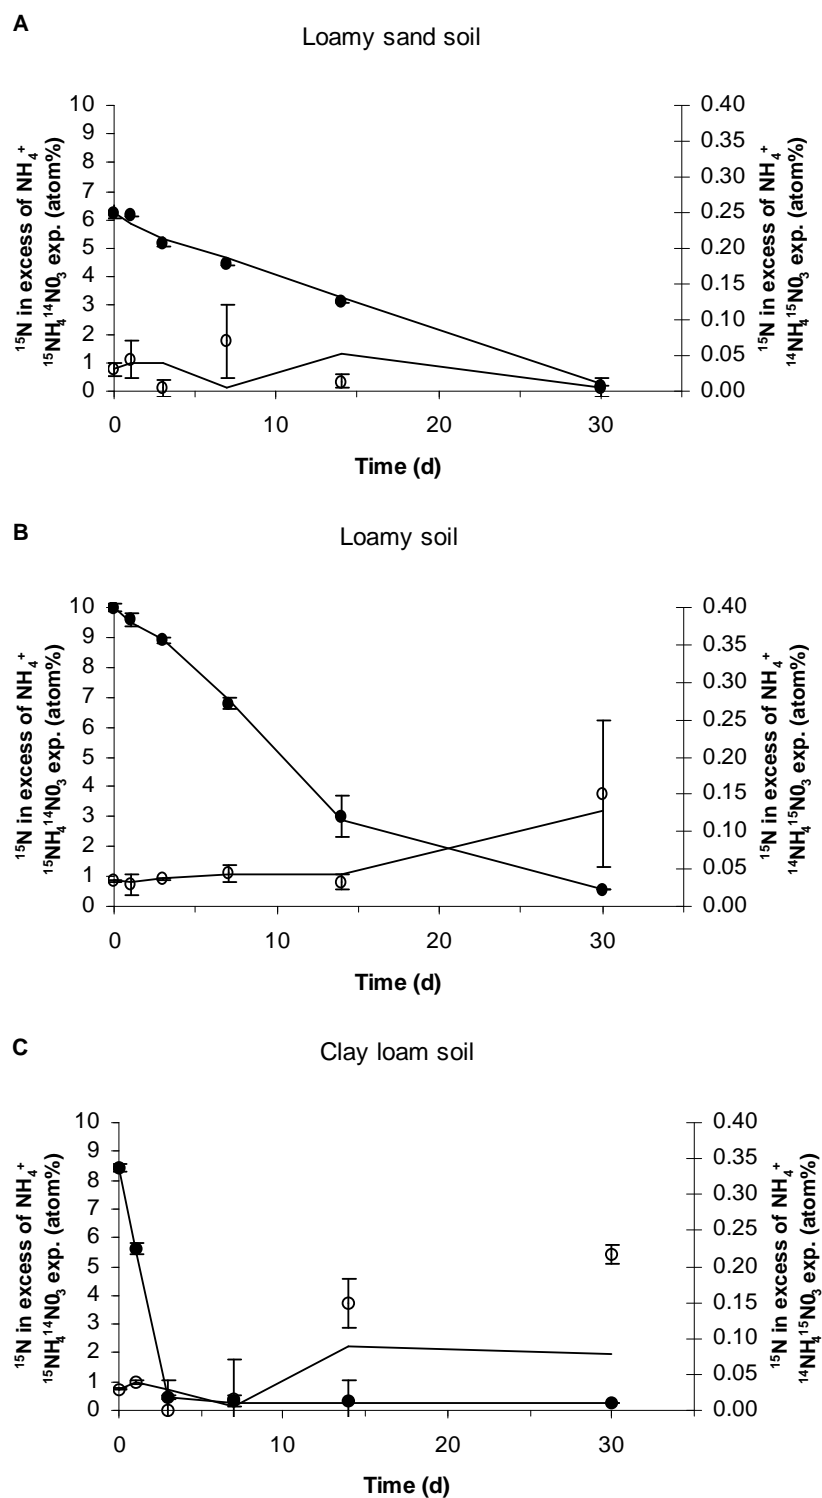 A
Loamy sand soil
10
9
8
7
6
5
4
3
2
1
0
0.40
0.35
0.30
0.25
0.20
0.15
0.10
0.05
0.00
¹⁵N in excess of NH₄⁺
¹⁵NH₄¹⁴N0₃ exp. (atom%)
¹⁵N in excess of NH₄⁺
¹⁴NH₄¹⁵N0₃ exp. (atom%)
0 10 20 30
Time (d)
B
Loamy soil
10
9
8
7
6
5
4
3
2
1
0
0.40
0.35
0.30
0.25
0.20
0.15
0.10
0.05
0.00
¹⁵N in excess of NH₄⁺
¹⁵NH₄¹⁴N0₃ exp. (atom%)
¹⁵N in excess of NH₄⁺
¹⁴NH₄¹⁵N0₃ exp. (atom%)
0 10 20 30
Time (d)
C
Clay loam soil
10
9
8
7
6
5
4
3
2
1
0
0.40
0.35
0.30
0.25
0.20
0.15
0.10
0.05
0.00
¹⁵N in excess of NH₄⁺
¹⁵NH₄¹⁴N0₃ exp. (atom%)
¹⁵N in excess of NH₄⁺
¹⁴NH₄¹⁵N0₃ exp. (atom%)
0 10 20 30
Time (d)